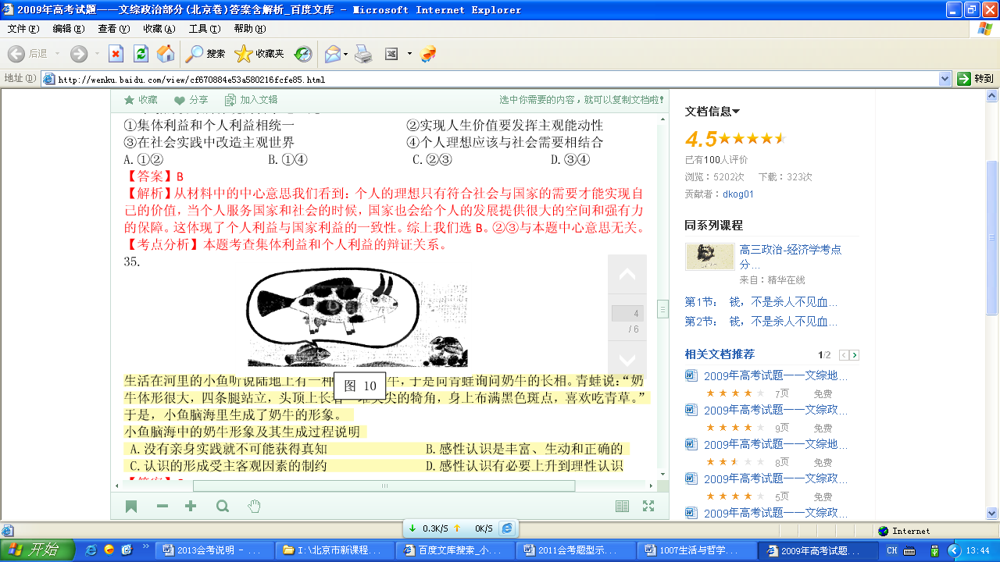 2009年高考试题——文综政治部分(北京卷)答案含解析_百度文库 - Microsoft Internet Explorer
文件(F) 编辑(E) 查看(V) 收藏(A) 工具(T) 帮助(H)
后退 搜索 收藏夹
地址(D) http://wenku.baidu.com/view/cf670884e53a580216fcfe85.html 转到
收藏 分享 加入文辑 选中你需要的内容，就可以复制文档啦!
①集体利益和个人利益相统一 ②实现人生价值要发挥主观能动性
③在社会实践中改造主观世界 ④个人理想应该与社会需要相结合
A.①② B.①④ C.②③ D.③④
【答案】B
【解析】从材料中的中心意思我们看到：个人的理想只有符合社会与国家的需要才能实现自
己的价值，当个人服务国家和社会的时候，国家也会给个人的发展提供很大的空间和强有力
的保障。这体现了个人利益与国家利益的一致性。综上我们选 B。②③与本题中心意思无关。
【考点分析】本题考查集体利益和个人利益的辩证关系。
35.
4
/ 6
图 10
生活在河里的小鱼听说陆地上有一种 牛，于是向青蛙询问奶牛的长相。青蛙说：“奶
牛体形很大，四条腿站立，头顶上长着一堆尖尖的犄角，身上布满黑色斑点，喜欢吃青草。”
于是，小鱼脑海里生成了奶牛的形象。
小鱼脑海中的奶牛形象及其生成过程说明
A.没有亲身实践就不可能获得真知 B.感性认识是丰富、生动和正确的
C.认识的形成受主客观因素的制约 D.感性认识有必要上升到理性认识
文档信息
4.5
已有100人评价
浏览：5202次 下载：323次
贡献者：dkog01
同系列课程
高三政治-经济学考点
分...
来自：精华在线
第1节： 钱，不是杀人不见血...
第2节： 钱，不是杀人不见血...
相关文档推荐 1/2
2009年高考试题——文综地...
7页 免费
2009年高考试题——文综政...
9页 免费
2009年高考试题——文综地...
8页 免费
2009年高考试题——文综政...
5页 免费
2009年高考试题——文综政...
0.3K/S 0K/S
Internet
开始 2013会考说明 - ... I:\北京市新课程... 百度文库搜索_小... 2011会考题型示... 1007生活与哲学... 2009年高考试题... CH 13:44